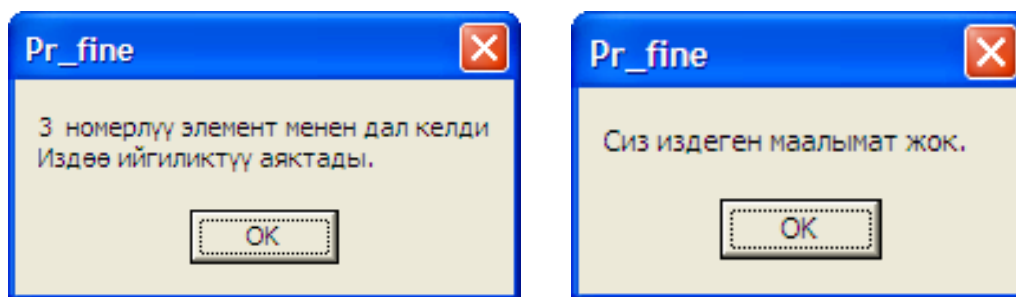 Pr_fine
3 номерлүү элемент менен дал келди
Издөө ийгиликтүү аяктады.
OK
Pr_fine
Сиз издеген маалымат жок.
OK